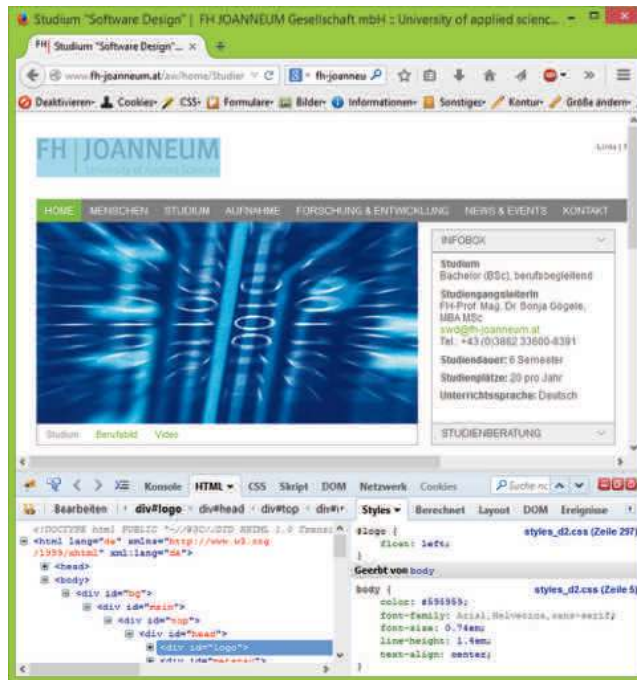 Studium "Software Design" | FH JOANNEUM Gesellschaft mbH :: University of applied scienc...
FH| Studium "Software Design"... ×
www.fh-joanneum.at/aw/home/Studier
fh-joanneu
Deaktivieren Cookies CSS Formulare Bilder Informationen Sonstiges Kontur Größe ändern
FH | JOANNEUM
University of Applied Sciences
Links |
HOME MENSCHEN STUDIUM AUFNAHME FORSCHUNG & ENTWICKLUNG NEWS & EVENTS KONTAKT
INFOBOX
Studium
Bachelor (BSc), berufsbegleitend
StudiengangsleiterIn
FH-Prof. Mag. Dr. Sonja Gögele,
MBA MSc
swd@fh-joanneum.at
Tel.: +43 (0)3862 33600-8391
Studiendauer: 6 Semester
Studienplätze: 20 pro Jahr
Unterrichtssprache: Deutsch
Studium Berufsbild Video
STUDIENBERATUNG
Konsole HTML CSS Skript DOM Netzwerk Cookies
Bearbeiten div#logo < div#head < div#top < div#
Styles Berechnet Layout DOM Ereignisse
<!DOCTYPE html PUBLIC "-//W3C//DTD XHTML 1.0 Transi
<html lang="de" xmlns="http://www.w3.org
/1999/xhtml" xml:lang="de">
<head>
<body>
<div id="bg">
<div id="main">
<div id="top">
<div id="head">
<div id="logo">
#logo { styles_d2.css (Zeile 297)
float: left;
}
Geerbt von body
body { styles_d2.css (Zeile 5)
color: #595959;
font-family: Arial,Helvetica,sans-serif;
font-size: 0.74em;
line-height: 1.4em;
text-align: center;
}